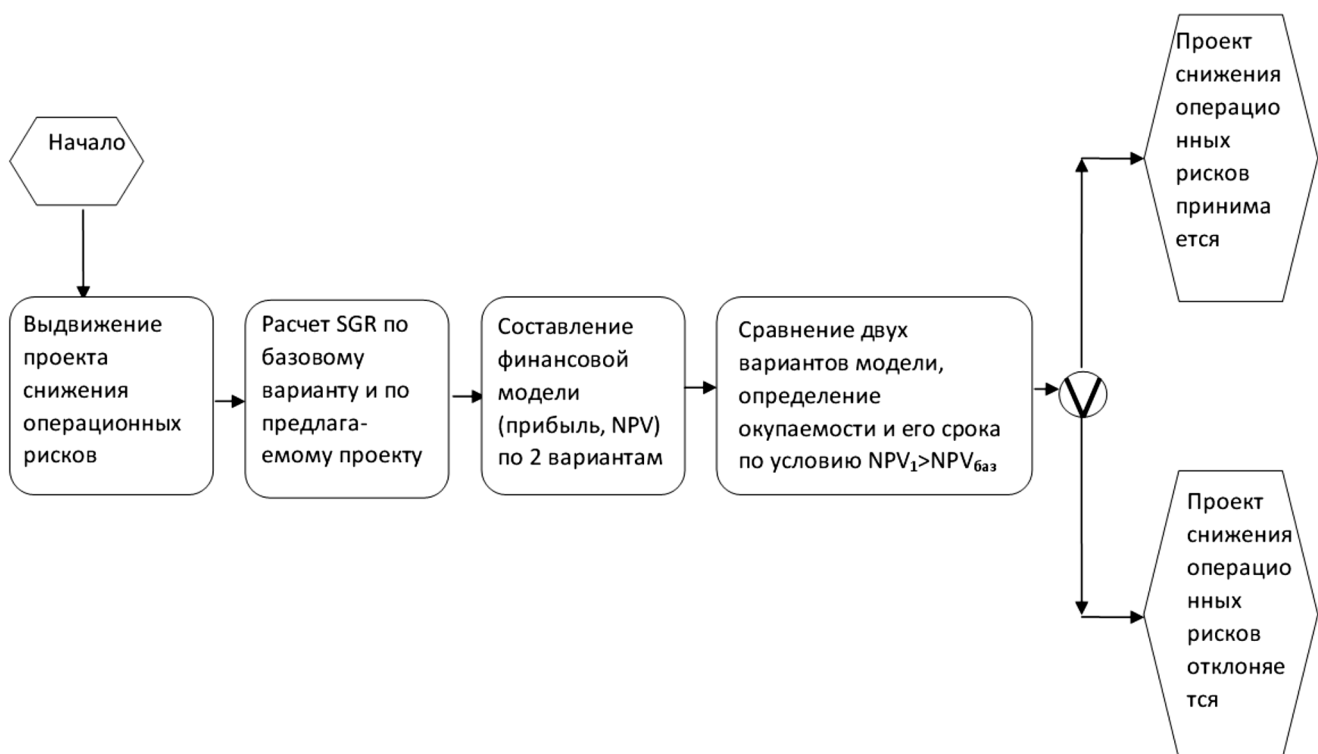 Начало
Выдвижение
проекта
снижения
операционных
рисков
Расчет SGR по
базовому
варианту и по
предлага-
емому проекту
Составление
финансовой
модели
(прибыль, NPV)
по 2 вариантам
Сравнение двух
вариантов модели,
определение
окупаемости и его срока
по условию NPV₁>NPVбаз
V
Проект
снижения
операцио
нных
рисков
принима
ется
Проект
снижения
операцио
нных
рисков
отклоняе
тся